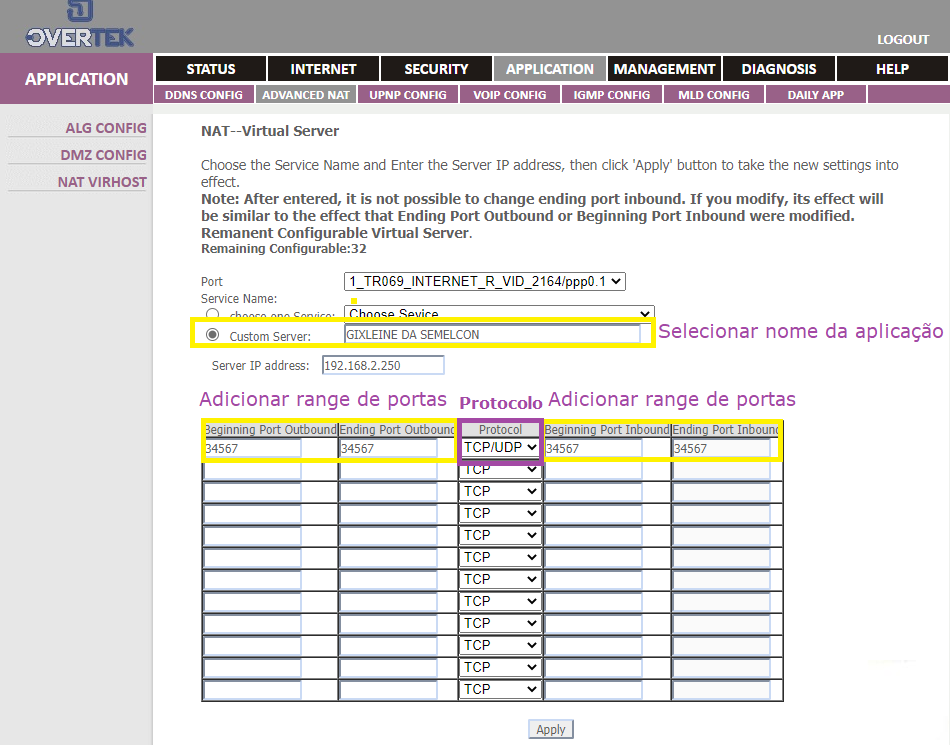 OVERTEK
LOGOUT
APPLICATION
STATUS INTERNET SECURITY APPLICATION MANAGEMENT DIAGNOSIS HELP
DDNS CONFIG ADVANCED NAT UPNP CONFIG VOIP CONFIG IGMP CONFIG MLD CONFIG DAILY APP
ALG CONFIG
DMZ CONFIG
NAT VIRHOST
NAT--Virtual Server
Choose the Service Name and Enter the Server IP address, then click 'Apply' button to take the new settings into
effect.
Note: After entered, it is not possible to change ending port inbound. If you modify, its effect will
be similar to the effect that Ending Port Outbound or Beginning Port Inbound were modified.
Remanent Configurable Virtual Server.
Remaining Configurable:32
Port 1_TR069_INTERNET_R_VID_2164/ppp0.1
Service Name:
choose one Service: Choose Sevice
Custom Server: GIXLEINE DA SEMELCON Selecionar nome da aplicação
Server IP address: 192.168.2.250
Adicionar range de portas Protocolo Adicionar range de portas
Beginning Port Outbound Ending Port Outbound Protocol Beginning Port Inbound Ending Port Inbound
34567 34567 TCP/UDP 34567 34567
TCP
TCP
TCP
TCP
TCP
TCP
TCP
TCP
TCP
TCP
TCP
Apply